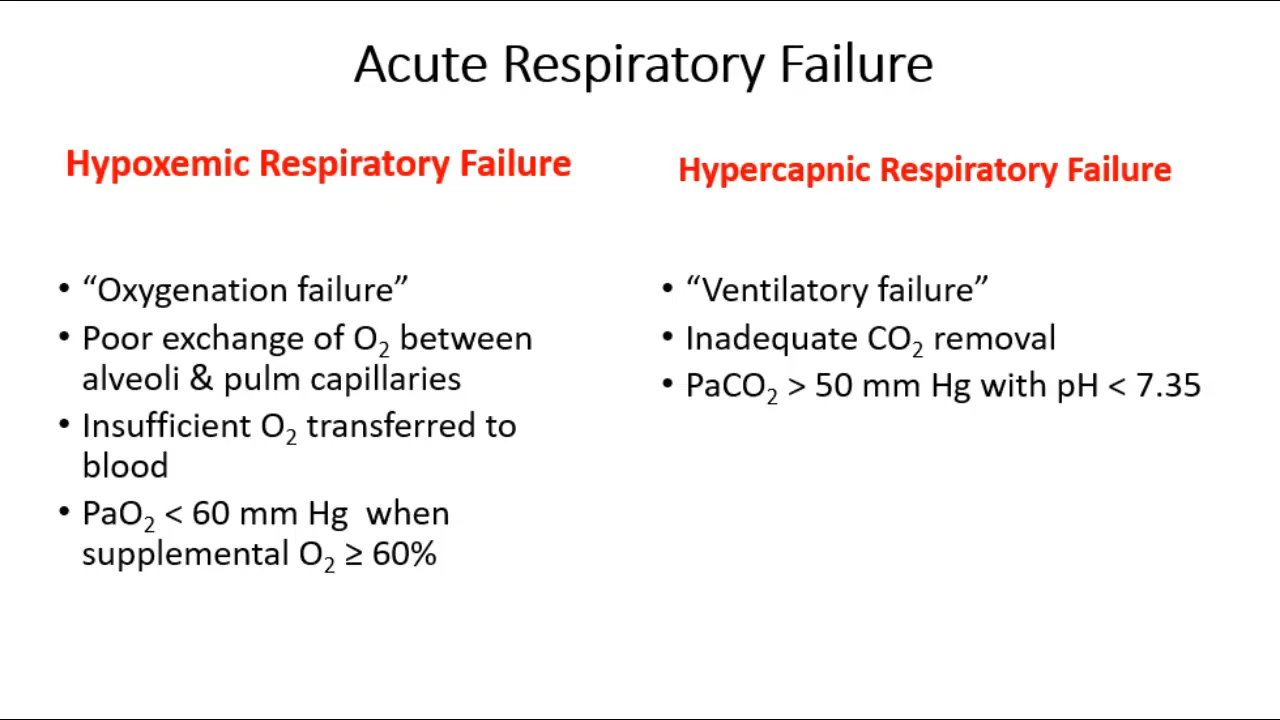 Acute Respiratory Failure
Hypoxemic Respiratory Failure
• “Oxygenation failure”
• Poor exchange of O₂ between
alveoli & pulm capillaries
• Insufficient O₂ transferred to
blood
• PaO₂ < 60 mm Hg  when
supplemental O₂ ≥ 60%
Hypercapnic Respiratory Failure
• “Ventilatory failure”
• Inadequate CO₂ removal
• PaCO₂ > 50 mm Hg with pH < 7.35